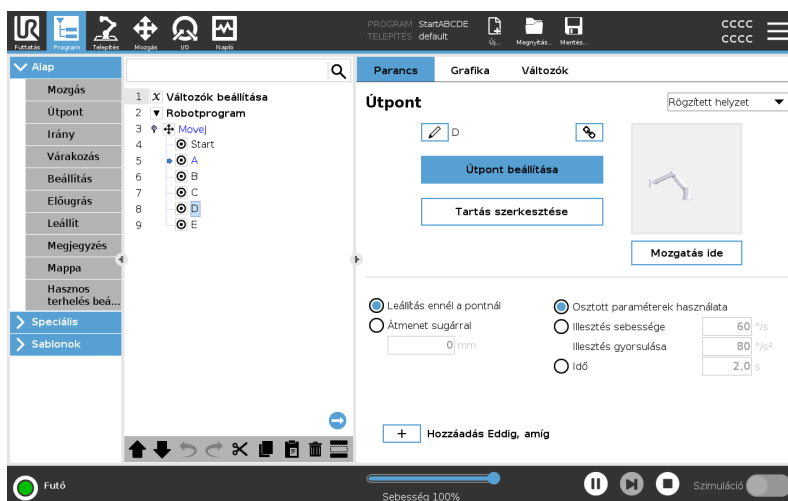 UR
Futtatás
Program
Telepítés
Mozgás
I/O
Napló
PROGRAM StartABCDE
TELEPÍTÉS default
Új...
Megnyitás...
Mentés...
CCCC
CCCC
Alap
Mozgás
Útpont
Irány
Várakozás
Beállítás
Előugrás
Leállít
Megjegyzés
Mappa
Hasznos
terhelés beá...
Speciális
Sablonok
1 X Változók beállítása
2 Robotprogram
3 MoveJ
4 Start
5 A
6 B
7 C
8 D
9 E
Parancs Grafika Változók
Útpont
Rögzített helyzet
D
Útpont beállítása
Tartás szerkesztése
Mozgatás ide
Leállítás ennél a pontnál
Átmenet sugárral
0 mm
Osztott paraméterek használata
Illesztés sebessége 60 °/s
Illesztés gyorsulása 80 °/s²
Idő 2,0 s
+ Hozzáadás Eddig, amíg
Futó
Sebesség 100%
Szimuláció